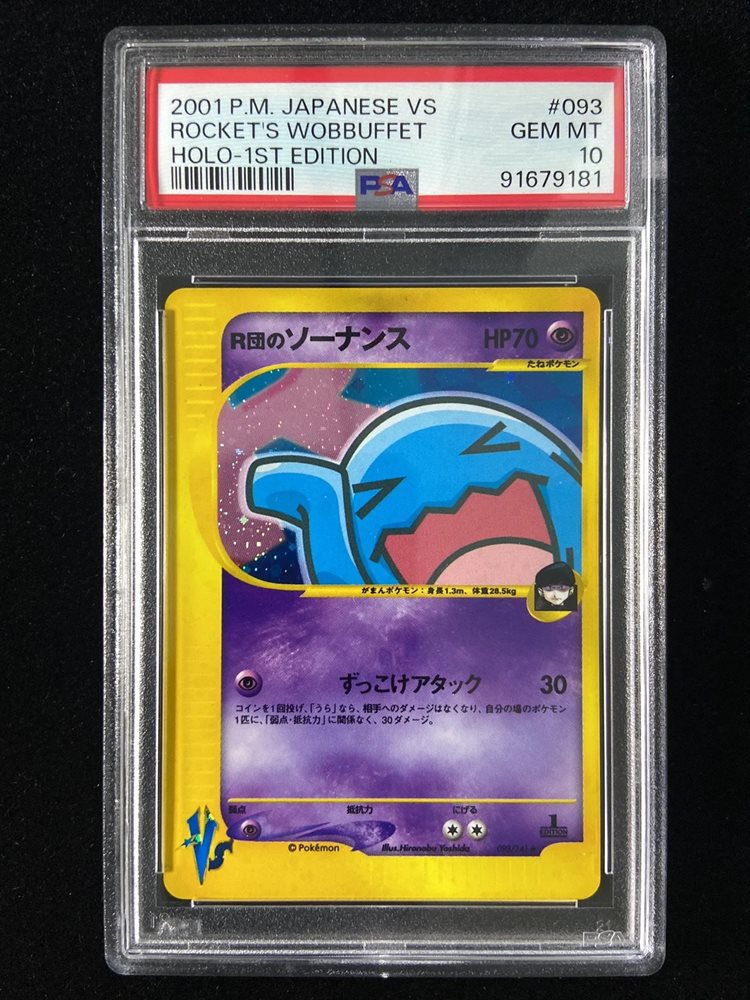 2001 P.M. JAPANESE VS #093
ROCKET'S WOBBUFFET GEM MT
HOLO-1ST EDITION 10
PSA 91679181
R団のソーナンス HP70
たねポケモン
がまんポケモン:身長1.3m、体重28.5kg
ずっこけアタック 30
コインを1回投げ、「うら」なら、相手へのダメージはなくなり、自分の場のポケモン
1匹に、「弱点・抵抗力」に関係なく、30ダメージ。
弱点 抵抗力 にげる
1
EDITION
VS
©Pokémon Illus.Hironobu Yoshida 093/141